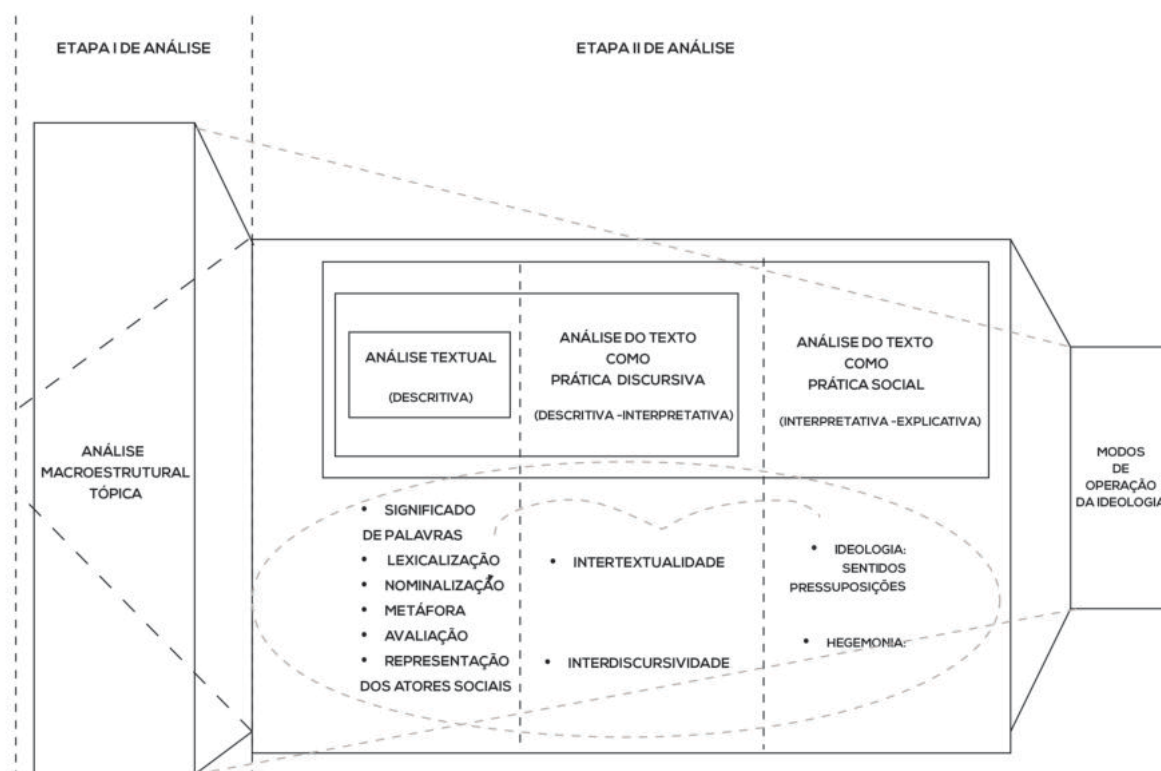 ETAPA I DE ANÁLISE
ETAPA II DE ANÁLISE
ANÁLISE
MACROESTRUTURAL
TÓPICA
ANÁLISE TEXTUAL
(DESCRITIVA)
ANÁLISE DO TEXTO
COMO
PRÁTICA DISCURSIVA
(DESCRITIVA -INTERPRETATIVA)
ANÁLISE DO TEXTO
COMO
PRÁTICA SOCIAL
(INTERPRETATIVA -EXPLICATIVA)
• SIGNIFICADO
DE PALAVRAS
• LEXICALIZAÇÃO
• NOMINALIZAÇÃO
• METÁFORA
• AVALIAÇÃO
• REPRESENTAÇÃO
DOS ATORES SOCIAIS
• INTERTEXTUALIDADE
• INTERDISCURSIVIDADE
• IDEOLOGIA:
SENTIDOS
PRESSUPOSIÇÕES
• HEGEMONIA:
MODOS
DE
OPERAÇÃO
DA IDEOLOGIA